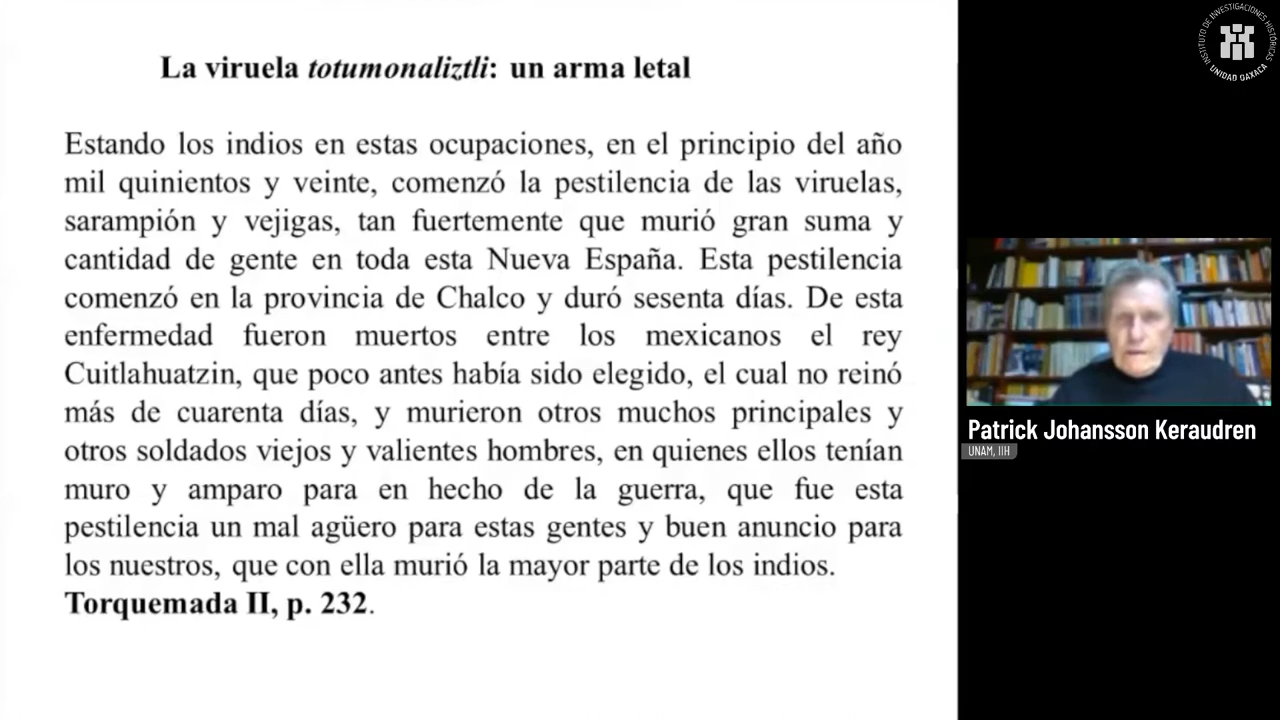 La viruela totumonaliztli: un arma letal
Estando los indios en estas ocupaciones, en el principio del año
mil quinientos y veinte, comenzó la pestilencia de las viruelas,
sarampión y vejigas, tan fuertemente que murió gran suma y
cantidad de gente en toda esta Nueva España. Esta pestilencia
comenzó en la provincia de Chalco y duró sesenta días. De esta
enfermedad fueron muertos entre los mexicanos el rey
Cuitlahuatzin, que poco antes había sido elegido, el cual no reinó
más de cuarenta días, y murieron otros muchos principales y
otros soldados viejos y valientes hombres, en quienes ellos tenían
muro y amparo para en hecho de la guerra, que fue esta
pestilencia un mal agüero para estas gentes y buen anuncio para
los nuestros, que con ella murió la mayor parte de los indios.
Torquemada II, p. 232.
INSTITUTO DE INVESTIGACIONES HISTÓRICAS
UNIDAD OAXACA
Patrick Johansson Keraudren
UNAM, IIH